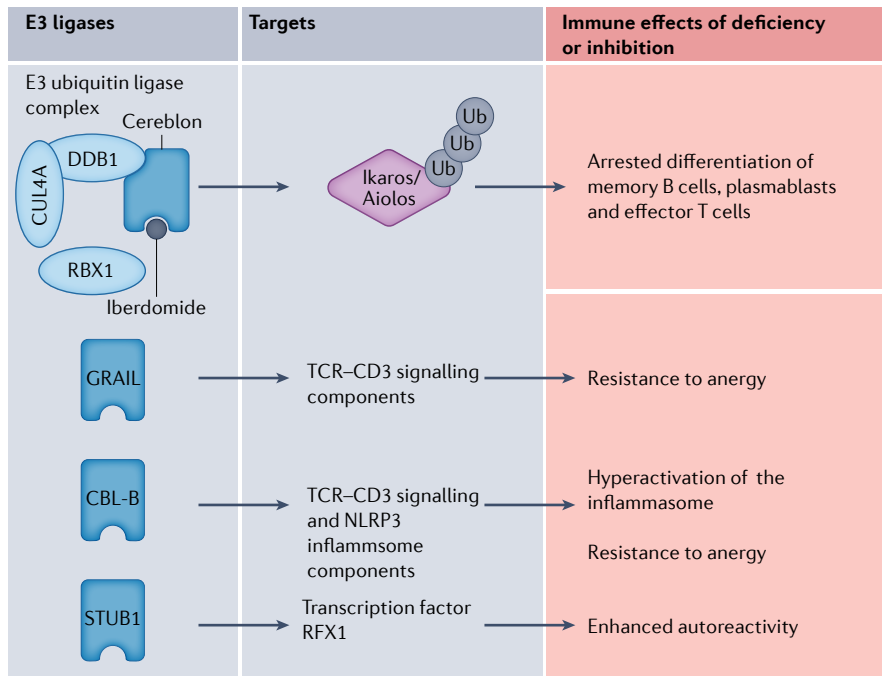 E3 ligases
Targets
Immune effects of deficiency
or inhibition
E3 ubiquitin ligase
complex
Cereblon
DDB1
CUL4A
RBX1
Iberdomide
Ikaros/
Aiolos
Ub
Ub
Ub
Arrested differentiation of
memory B cells, plasmablasts
and effector T cells
GRAIL
TCR–CD3 signalling
components
Resistance to anergy
CBL-B
TCR–CD3 signalling
and NLRP3
inflammsome
components
Hyperactivation of the
inflammasome
Resistance to anergy
STUB1
Transcription factor
RFX1
Enhanced autoreactivity